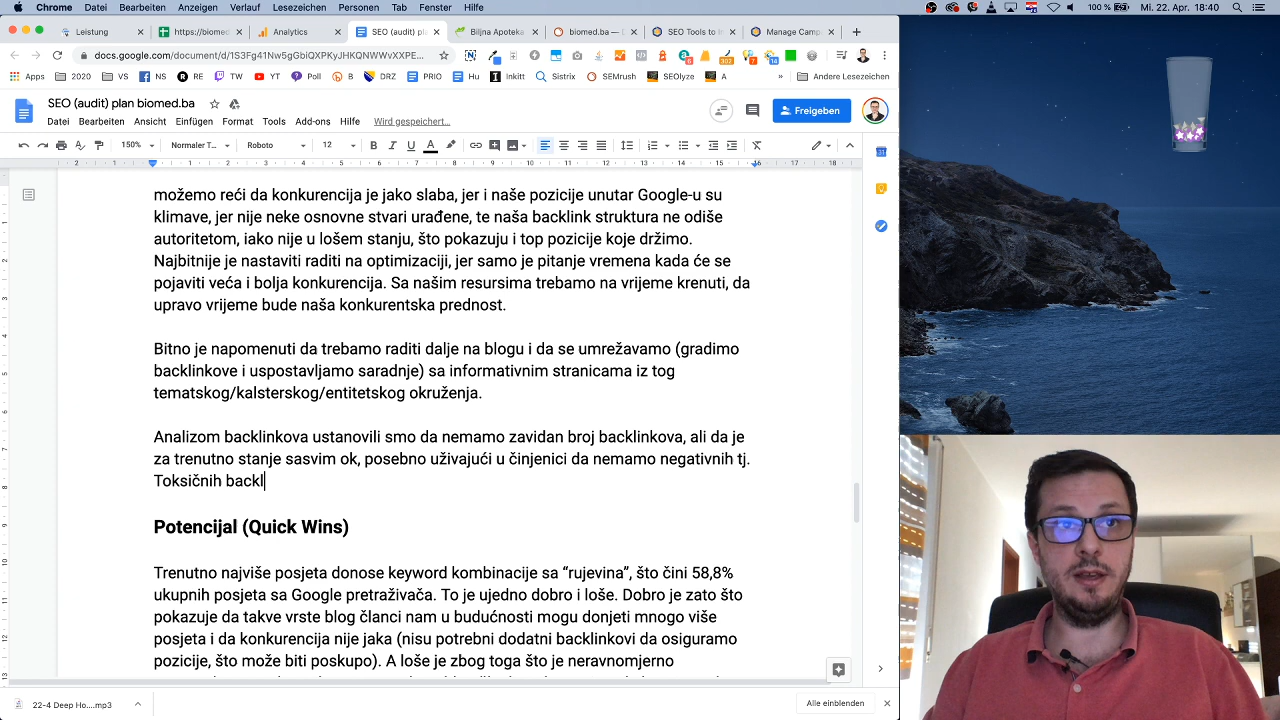 Chrome Datei Bearbeiten Anzeigen Verlauf Lesezeichen Personen Tab Fenster Hilfe 100 % Mo. 22. Apr. 18:40
Leistung https://biomed Analytics SEO (audit) pla Biljna Apoteka biomed.ba — SEO Tools to In Manage Camp
docs.google.com/document/d/1S3Fg41Nw5gGbiQXPKyJHKQNWWvXXPE...
Apps 2020 VS NS RE TW YT Poll B DRZ PRIO Hu inkitt Sistrix SEMrush SEOlyze A » Andere Lesezeichen
SEO (audit) plan biomed.ba
Freigeben
Datei Bearbeiten Ansicht Einfügen Format Tools Add-ons Hilfe Wird gespeichert...
150% Normaler T... Roboto 12 B I U A
možemo reći da konkurencija je jako slaba, jer i naše pozicije unutar Google-u su
klimave, jer nije neke osnovne stvari urađene, te naša backlink struktura ne odiše
autoritetom, iako nije u lošem stanju, što pokazuju i top pozicije koje držimo.
Najbitnije je nastaviti raditi na optimizaciji, jer samo je pitanje vremena kada će se
pojaviti veća i bolja konkurencija. Sa našim resursima trebamo na vrijeme krenuti, da
upravo vrijeme bude naša konkurentska prednost.
Bitno je napomenuti da trebamo raditi dalje na blogu i da se umrežavamo (gradimo
backlinkove i uspostavljamo saradnje) sa informativnim stranicama iz tog
tematskog/kalsterskog/entitetskog okruženja.
Analizom backlinkova ustanovili smo da nemamo zavidan broj backlinkova, ali da je
za trenutno stanje sasvim ok, posebno uživajući u činjenici da nemamo negativnih tj.
Toksičnih backl
Potencijal (Quick Wins)
Trenutno najviše posjeta donose keyword kombinacije sa “rujevina”, što čini 58,8%
ukupnih posjeta sa Google pretraživača. To je ujedno dobro i loše. Dobro je zato što
pokazuje da takve vrste blog članci nam u budućnosti mogu donjeti mnogo više
posjeta i da konkurencija nije jaka (nisu potrebni dodatni backlinkovi da osiguramo
pozicije, što može biti poskupo). A loše je zbog toga što je neravnomjerno
22-4 Deep Ho....mp3 Alle einblenden